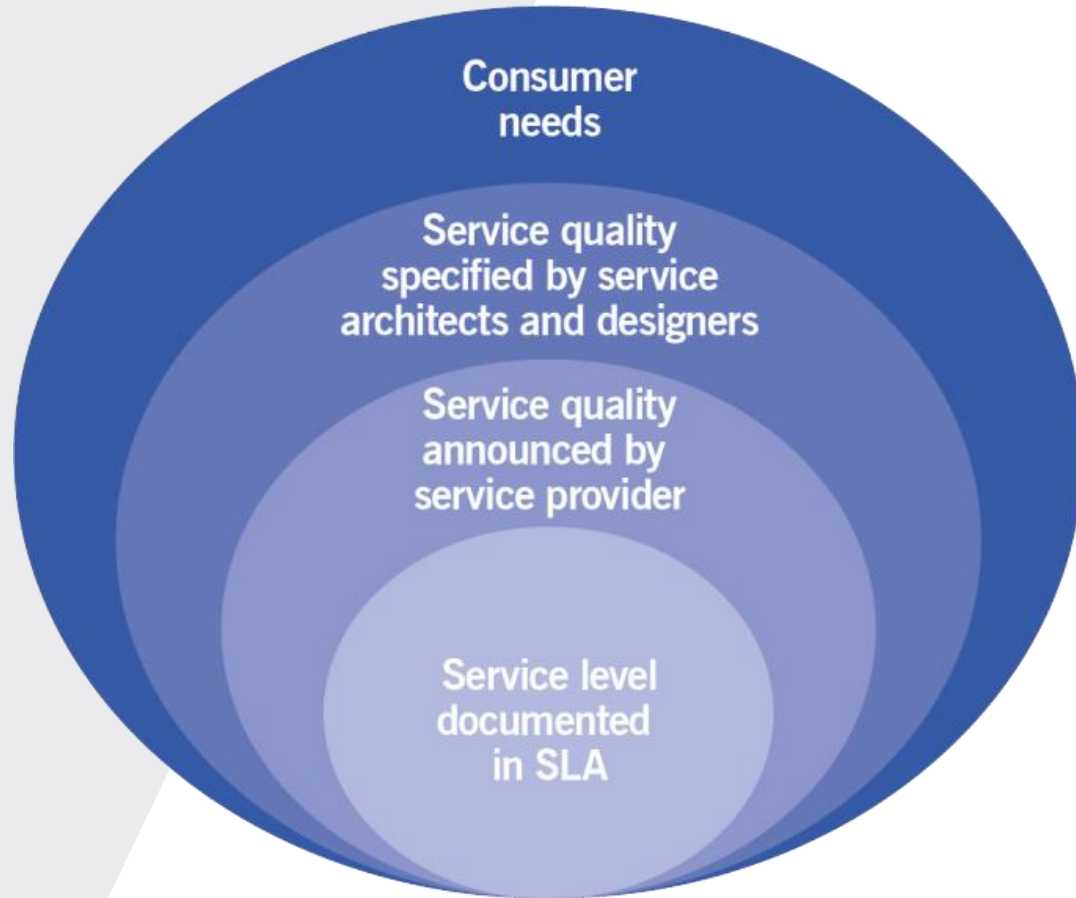 Consumer
needs
Service quality
specified by service
architects and designers
Service quality
announced by
service provider
Service level
documented
in SLA